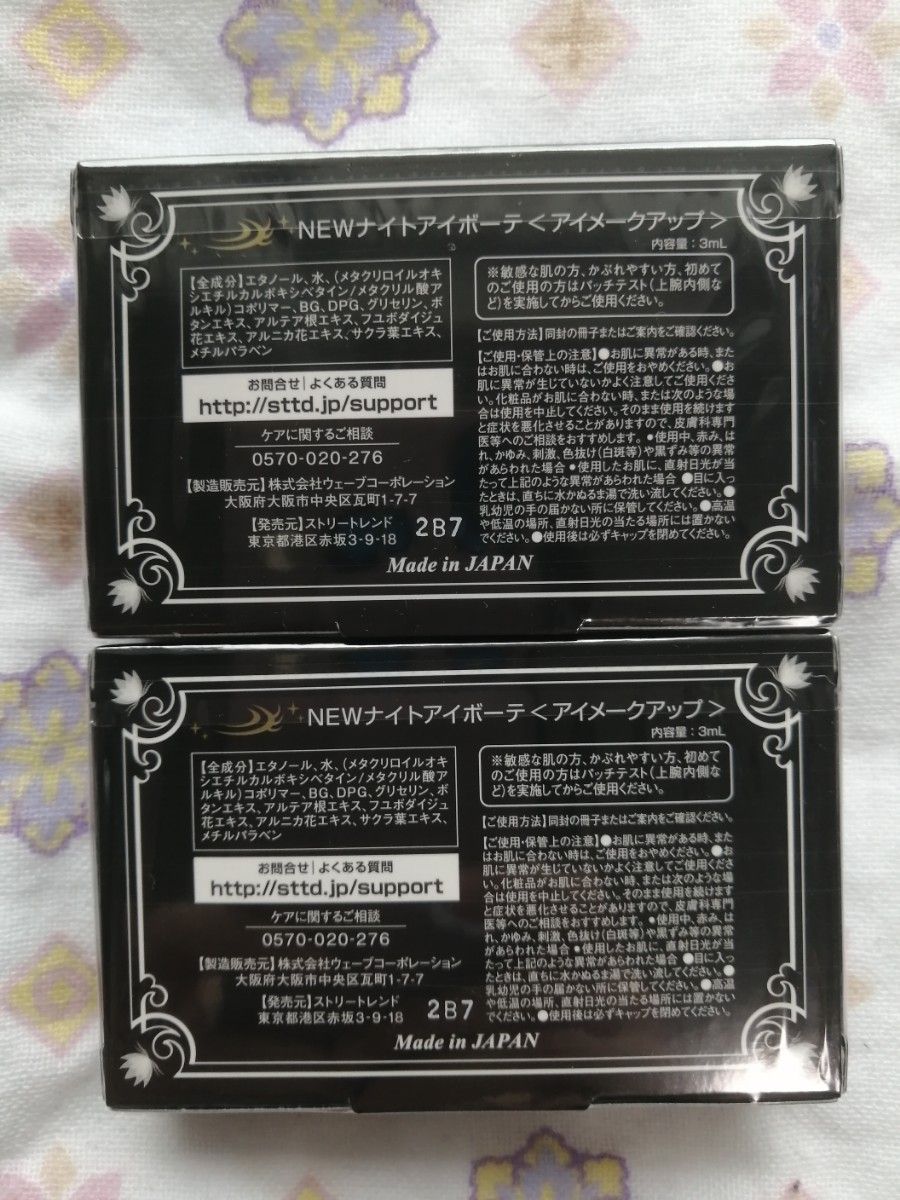 NEWナイトアイボーテ＜アイメークアップ＞
内容量：3mL
【全成分】エタノール、水、（メタクリロイルオキ
シエチルカルボキシベタイン/メタクリル酸ア
ルキル）コポリマー、BG、DPG、グリセリン、ボ
タンエキス、アルテア根エキス、フユボダイジュ
花エキス、アルニカ花エキス、サクラ葉エキス、
メチルパラベン
お問合せ｜よくある質問
http://sttd.jp/support
ケアに関するご相談
0570-020-276
【製造販売元】株式会社ウェーブコーポレーション
大阪府大阪市中央区瓦町1-7-7
【発売元】ストリートレンド
東京都港区赤坂3-9-18
2B7
※敏感な肌の方、かぶれやすい方、初めて
のご使用の方はパッチテスト（上腕内側な
ど）を実施してからご使用ください。
【ご使用方法】同封の冊子またはご案内をご確認ください。
【ご使用・保管上の注意】●お肌に異常がある時、また
はお肌に合わない時は、ご使用をおやめください。●お
肌に異常が生じていないかよく注意してご使用くださ
い。化粧品がお肌に合わない時、または次のような場
合は使用を中止してください。そのまま使用を続けます
と症状を悪化させることがありますので、皮膚科専門
医等へのご相談をおすすめします。●使用中、赤み、は
れ、かゆみ、刺激、色抜け（白斑等）や黒ずみ等の異常
があらわれた場合 ●使用したお肌に、直射日光が当
たって上記のような異常があらわれた場合 ●目に入っ
たときは、直ちに水かぬるま湯で洗い流してください。●
乳幼児の手の届かない所に保管してください。●高温
や低温の場所、直射日光の当たる場所には置かない
でください。●使用後は必ずキャップを閉めてください。
Made in JAPAN
NEWナイトアイボーテ＜アイメークアップ＞
内容量：3mL
【全成分】エタノール、水、（メタクリロイルオキ
シエチルカルボキシベタイン/メタクリル酸ア
ルキル）コポリマー、BG、DPG、グリセリン、ボ
タンエキス、アルテア根エキス、フユボダイジュ
花エキス、アルニカ花エキス、サクラ葉エキス、
メチルパラベン
お問合せ｜よくある質問
http://sttd.jp/support
ケアに関するご相談
0570-020-276
【製造販売元】株式会社ウェーブコーポレーション
大阪府大阪市中央区瓦町1-7-7
【発売元】ストリートレンド
東京都港区赤坂3-9-18
2B7
※敏感な肌の方、かぶれやすい方、初めて
のご使用の方はパッチテスト（上腕内側な
ど）を実施してからご使用ください。
【ご使用方法】同封の冊子またはご案内をご確認ください。
【ご使用・保管上の注意】●お肌に異常がある時、また
はお肌に合わない時は、ご使用をおやめください。●お
肌に異常が生じていないかよく注意してご使用くださ
い。化粧品がお肌に合わない時、または次のような場
合は使用を中止してください。そのまま使用を続けます
と症状を悪化させることがありますので、皮膚科専門
医等へのご相談をおすすめします。●使用中、赤み、は
れ、かゆみ、刺激、色抜け（白斑等）や黒ずみ等の異常
があらわれた場合 ●使用したお肌に、直射日光が当
たって上記のような異常があらわれた場合 ●目に入っ
たときは、直ちに水かぬるま湯で洗い流してください。●
乳幼児の手の届かない所に保管してください。●高温
や低温の場所、直射日光の当たる場所には置かない
でください。●使用後は必ずキャップを閉めてください。
Made in JAPAN